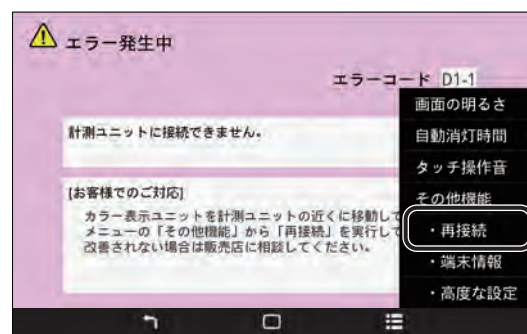 エラー発生中
エラーコード D1-1
計測ユニットに接続できません。
[お客様でのご対応]
カラー表示ユニットを計測ユニットの近くに移動して
メニューの「その他機能」から「再接続」を実行して
改善されない場合は販売店に相談してください。
画面の明るさ
自動消灯時間
タッチ操作音
その他機能
・再接続
・端末情報
・高度な設定